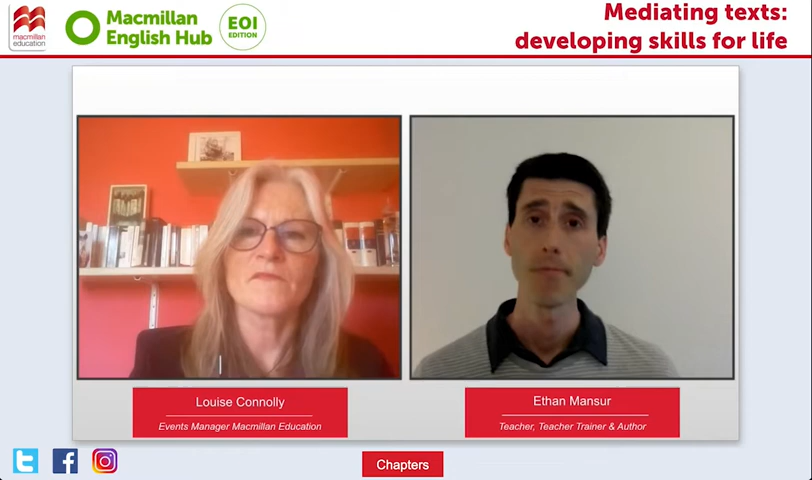 macmillan
education
Macmillan
English Hub
EOI
EDITION
Mediating texts:
developing skills for life
Louise Connolly
Events Manager Macmillan Education
Ethan Mansur
Teacher, Teacher Trainer & Author
Chapters